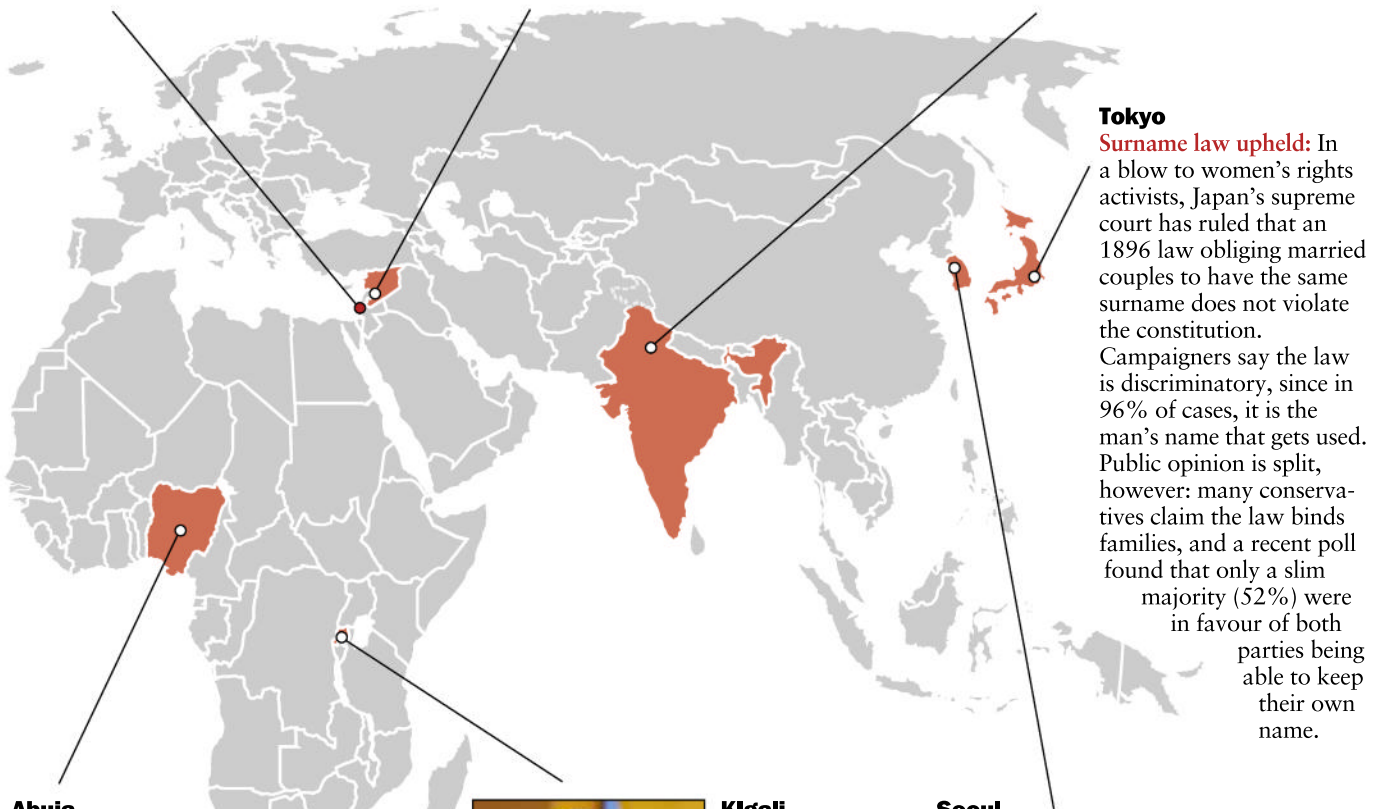 Tokyo
Surname law upheld: In
a blow to women's rights
activists, Japan's supreme
court has ruled that an
1896 law obliging married
couples to have the same
surname does not violate
the constitution.
Campaigners say the law
is discriminatory, since in
96% of cases, it is the
man's name that gets used.
Public opinion is split,
however: many conserva-
tives claim the law binds
families, and a recent poll
found that only a slim
majority (52%) were
in favour of both
parties being
able to keep
their own
name.
Abuja
KIgali
Seoul